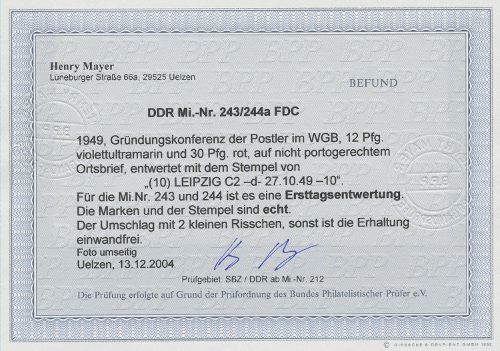 Henry Mayer
Lüneburger Straße 66a, 29525 Uelzen
BEFUND
DDR Mi.-Nr. 243/244a FDC
1949, Gründungskonferenz der Postler im WGB, 12 Pfg.
violettultramarin und 30 Pfg. rot, auf nicht portogerechtem
Ortsbrief, entwertet mit dem Stempel von
„(10) LEIPZIG C2 –d- 27.10.49 –10“.
Für die Mi.Nr. 243 und 244 ist es eine Ersttagsentwertung.
Die Marken und der Stempel sind echt.
Der Umschlag mit 2 kleinen Risschen, sonst ist die Erhaltung
einwandfrei.
Foto umseitig
Uelzen, 13.12.2004
Prüfgebiet: SBZ / DDR ab Mi.-Nr. 212
Die Prüfung erfolgte auf Grund der Prüfordnung des Bundes Philatelistischer Prüfer e.V.
© GIESECKE & DEVRIENT GMBH 1995